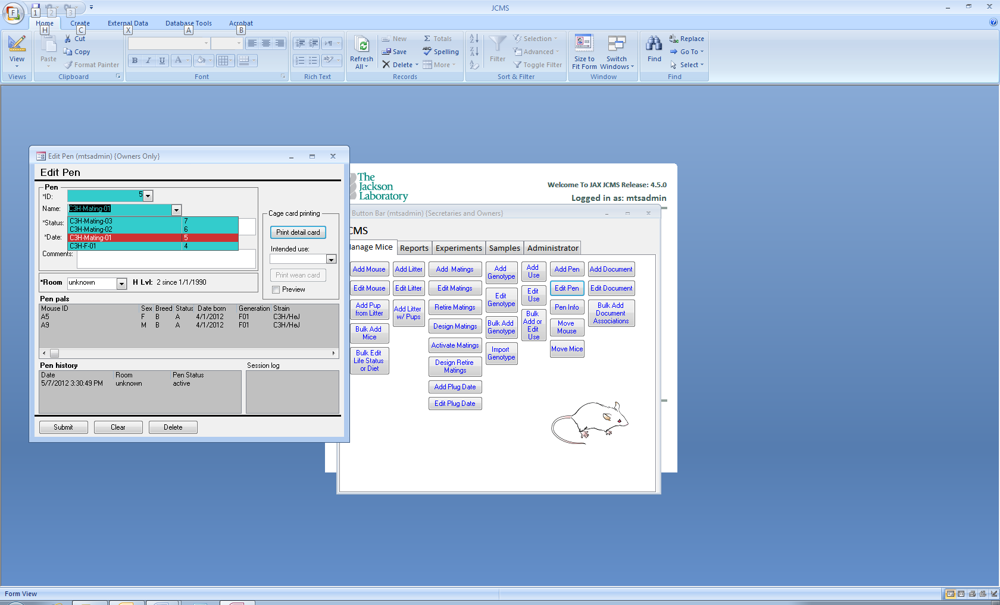 JCMS
F
1
2
3
Home
Create
External Data
Database Tools
Acrobat
H
C
X
A
B
View
Paste
Cut
Copy
Format Painter
B I U A
Refresh
All
New
Save
Delete
Σ Totals
Spelling
More
Filter
Selection
Advanced
Toggle Filter
Size to
Fit Form
Switch
Windows
Find
Replace
Go To
Select
Views
Clipboard
Font
Rich Text
Records
Sort & Filter
Window
Find
Edit Pen (mtsadmin) {Owners Only}
Edit Pen
Pen
*ID:
5
Name:
C3H-Mating-01
C3H-Mating-03 7
C3H-Mating-02 6
C3H-Mating-01 5
C3H-F-01 4
*Status:
*Date:
Comments:
Cage card printing
Print detail card
Intended use:
Print wean card
Preview
*Room
unknown
H Lvl: 2 since 1/1/1990
Pen pals
Mouse ID Sex Breed Status Date born Generation Strain
A5 F B A 4/1/2012 F01 C3H/HeJ
A9 M B A 4/1/2012 F01 C3H/HeJ
Pen history
Session log
Date Room Pen Status
5/7/2012 3:30:49 PM unknown active
Submit
Clear
Delete
The
Jackson
Laboratory
Welcome To JAX JCMS Release: 4.5.0
Logged in as: mtsadmin
Button Bar (mtsadmin) {Secretaries and Owners}
CMS
anage Mice
Reports
Experiments
Samples
Administrator
Add Mouse
Edit Mouse
Add Pup
from Litter
Bulk Add
Mice
Bulk Edit
Life Status
or Diet
Add Litter
Edit Litter
Add Litter
w/ Pups
Add Matings
Edit Matings
Retire Matings
Design Matings
Activate Matings
Design Retire
Matings
Add Plug Date
Edit Plug Date
Add
Genotype
Edit
Genotype
Bulk Add
Genotype
Import
Genotype
Add
Use
Edit
Use
Bulk
Add or
Edit
Use
Add Pen
Edit Pen
Pen Info
Move
Mouse
Move Mice
Add Document
Edit Document
Bulk Add
Document
Associations
Form View